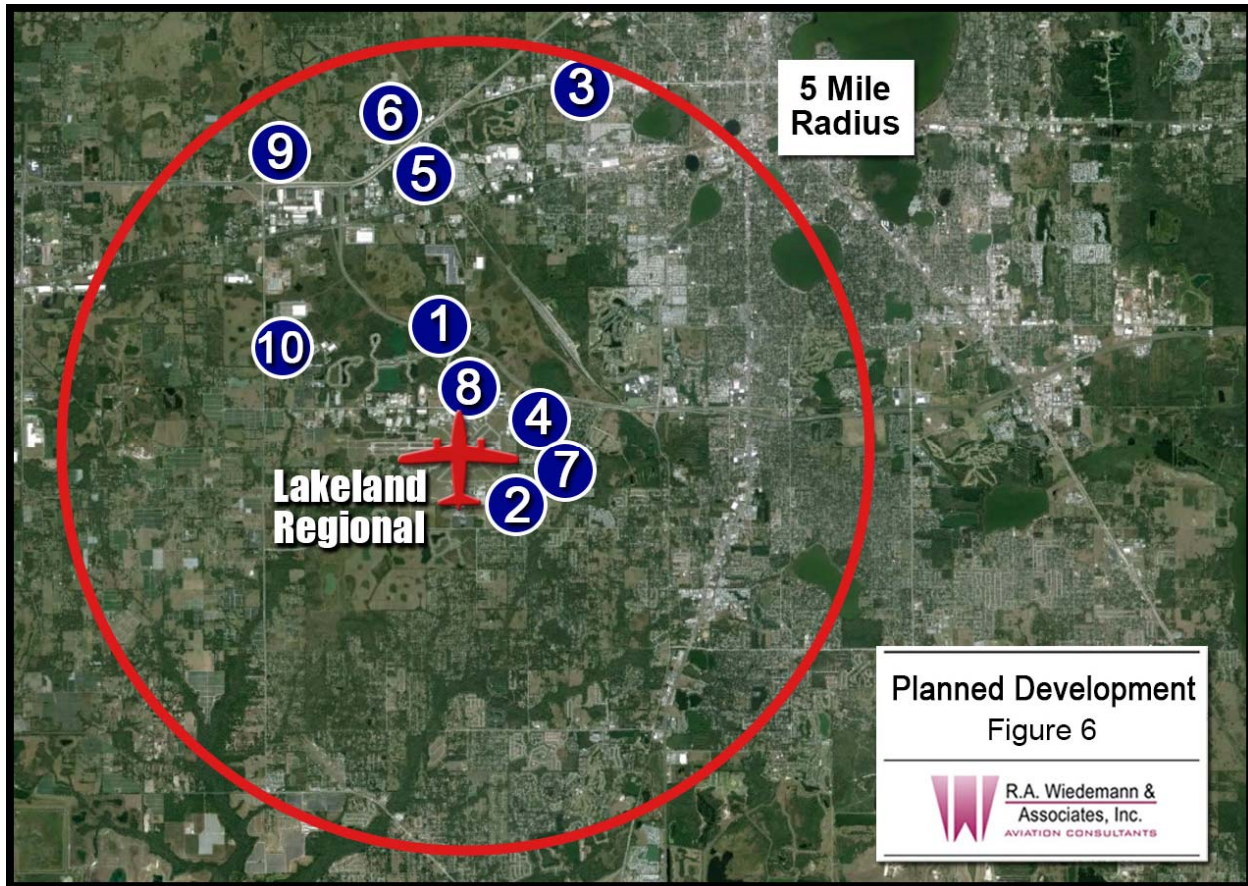 5 Mile
Radius
3
6
9
5
1
10
8
4
7
2
Lakeland
Regional
Planned Development
Figure 6
R.A. Wiedemann &
Associates, Inc.
AVIATION CONSULTANTS